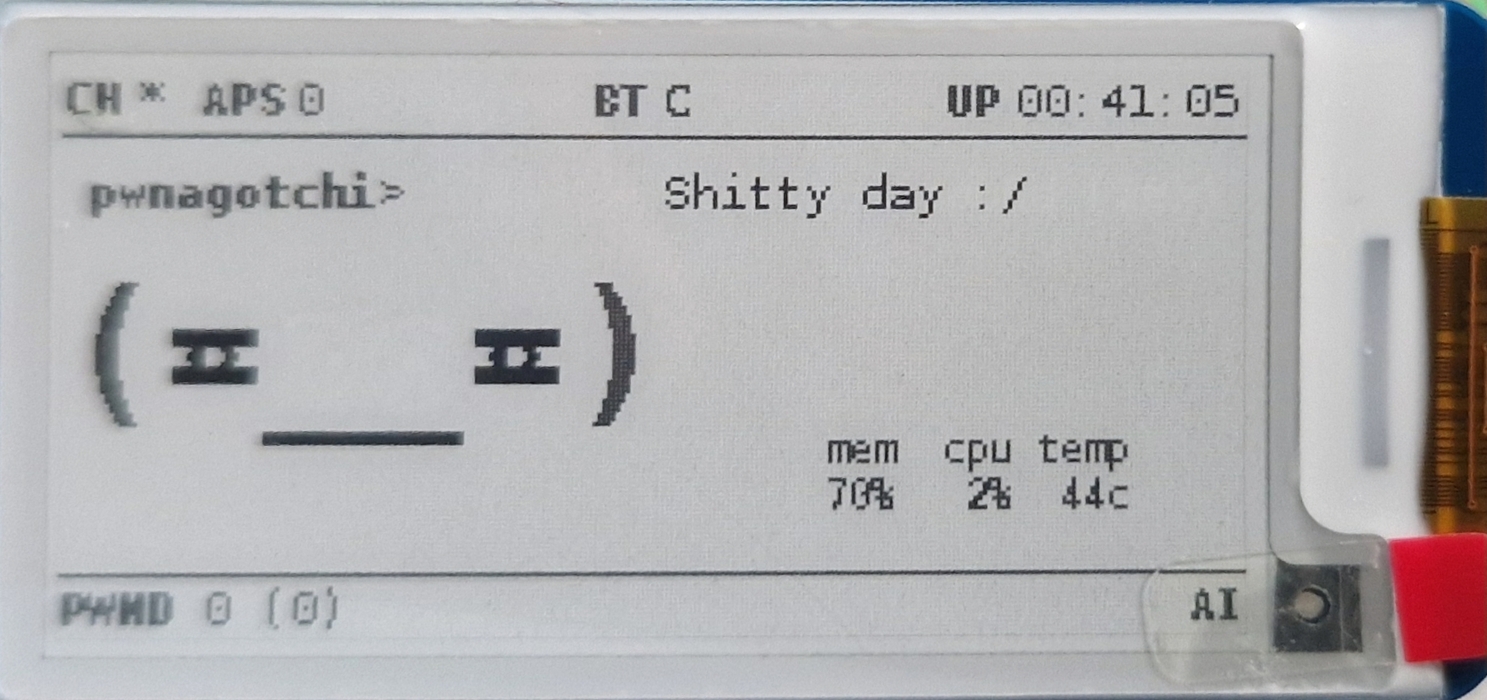 CH * APS 0 BT C UP 00:41:05
pwnagotchi> Shitty day :/
(⌗__⌗)
mem cpu temp
70% 2% 44c
PWND 0 (0) AI